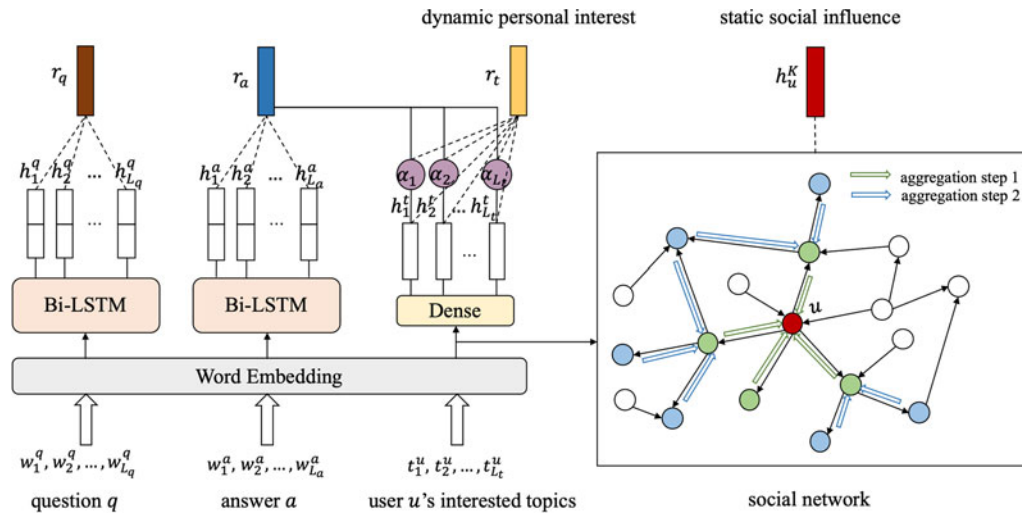 dynamic personal interest
static social influence
r_q
r_a
r_t
h_u^K
h_1^q h_2^q ... h_{L_q}^q
h_1^a h_2^a ... h_{L_a}^a
α_1 α_2 α_{L_t}
h_1^t h_2^t ... h_{L_t}^t
...
...
...
aggregation step 1
aggregation step 2
u
Bi-LSTM
Bi-LSTM
Dense
Word Embedding
w_1^q, w_2^q, ..., w_{L_q}^q
w_1^a, w_2^a, ..., w_{L_a}^a
t_1^u, t_2^u, ..., t_{L_t}^u
question q
answer a
user u's interested topics
social network